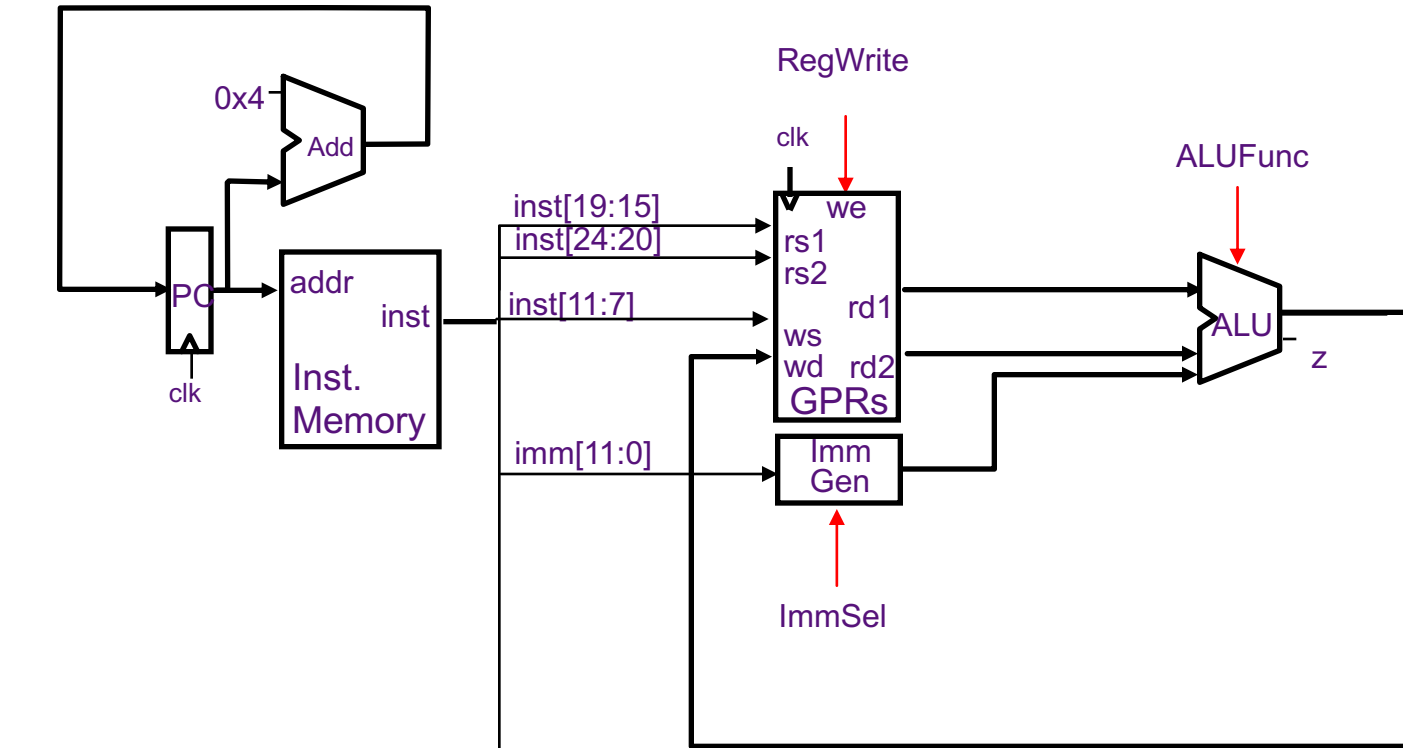 RegWrite
0x4
Add
clk
ALUFunc
inst[19:15]
we
inst[24:20]
rs1
rs2
PC
addr
inst
inst[11:7]
rd1
ws
ALU
wd rd2
z
clk
Inst.
Memory
GPRs
imm[11:0]
Imm
Gen
ImmSel